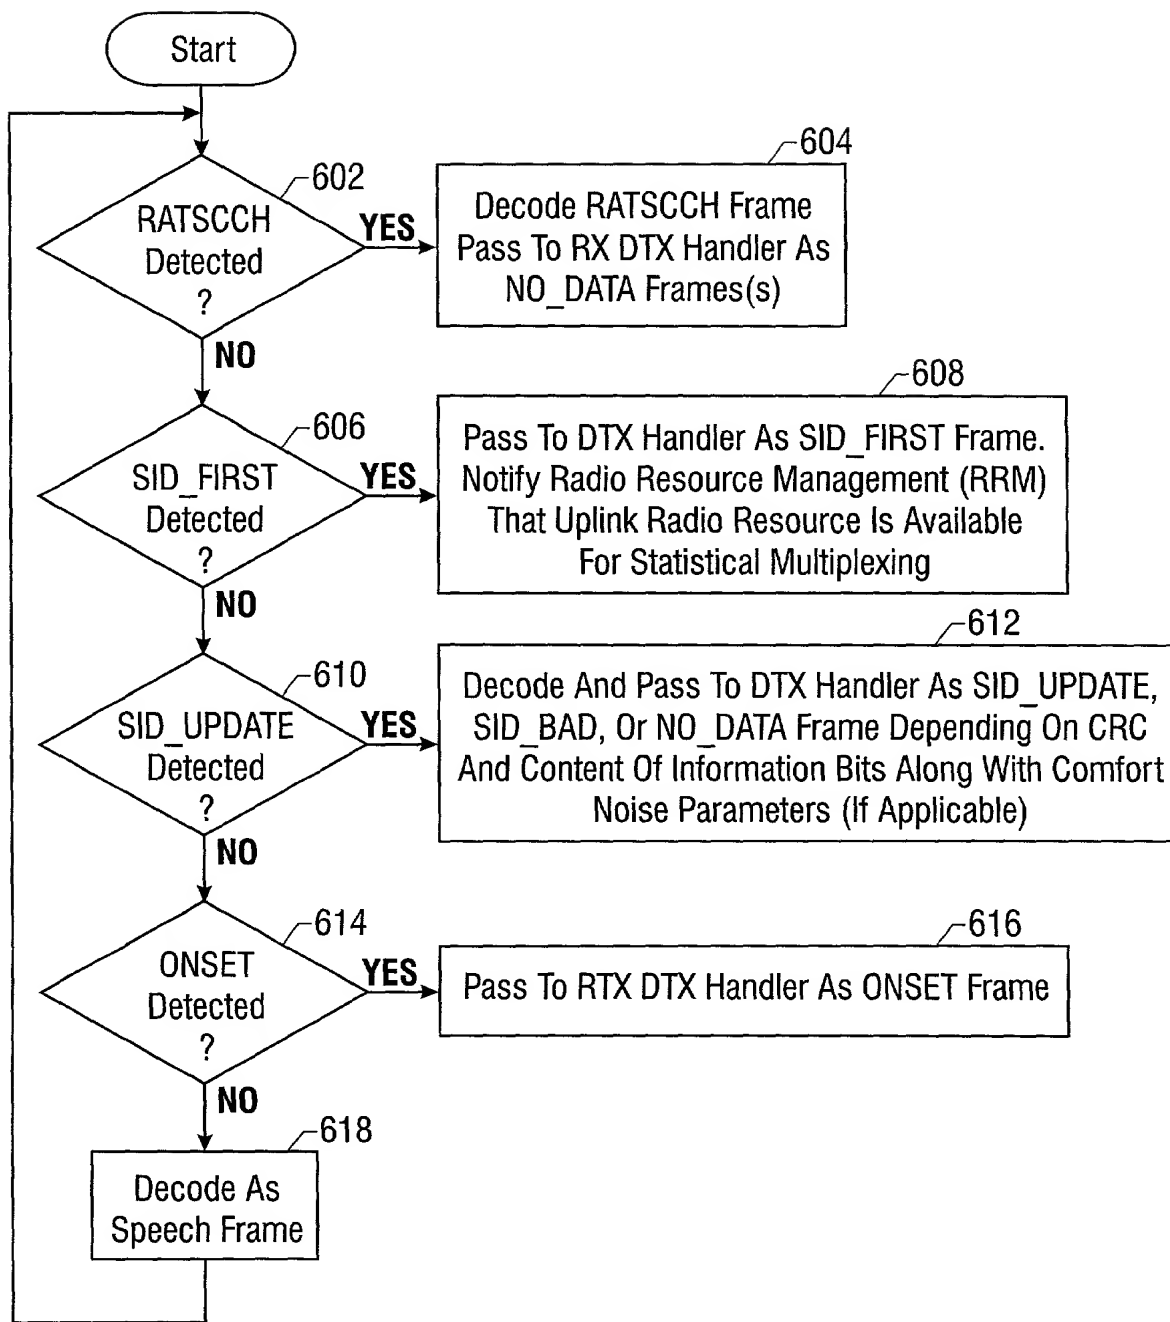 Start
602
RATSCCH
Detected
?
YES
604
Decode RATSCCH Frame
Pass To RX DTX Handler As
NO_DATA Frames(s)
NO
606
SID_FIRST
Detected
?
YES
608
Pass To DTX Handler As SID_FIRST Frame.
Notify Radio Resource Management (RRM)
That Uplink Radio Resource Is Available
For Statistical Multiplexing
NO
610
SID_UPDATE
Detected
?
YES
612
Decode And Pass To DTX Handler As SID_UPDATE,
SID_BAD, Or NO_DATA Frame Depending On CRC
And Content Of Information Bits Along With Comfort
Noise Parameters (If Applicable)
NO
614
ONSET
Detected
?
YES
616
Pass To RTX DTX Handler As ONSET Frame
NO
618
Decode As
Speech Frame